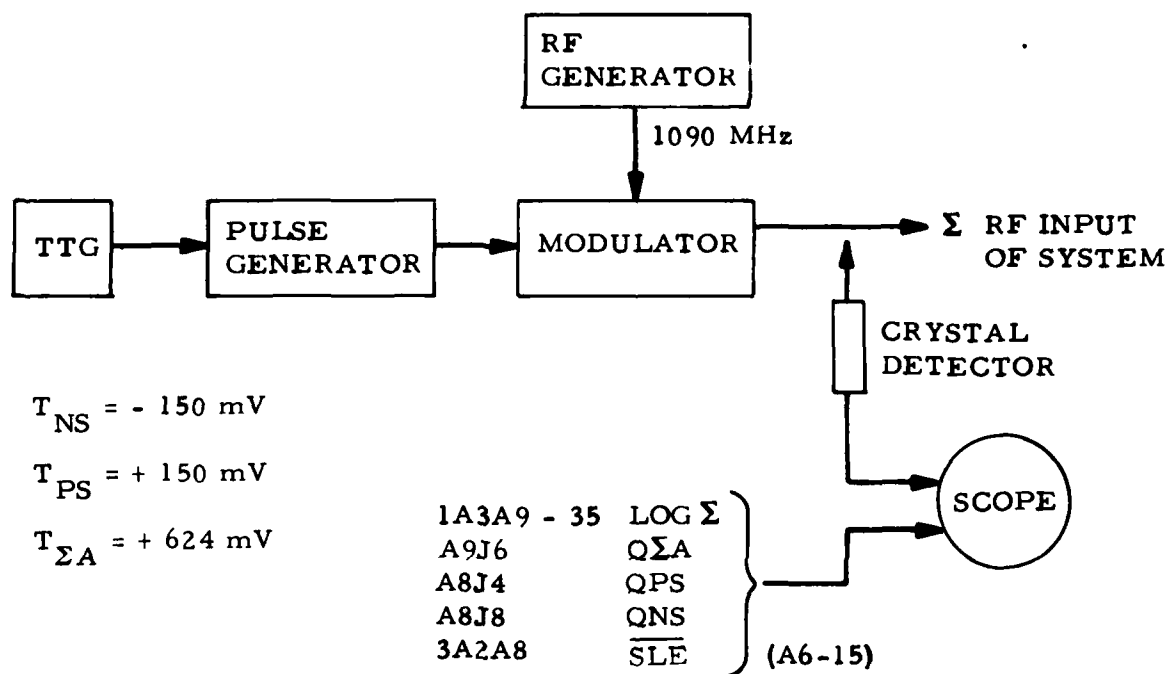 RF
GENERATOR
1090 MHz
TTG
PULSE
GENERATOR
MODULATOR
Σ RF INPUT
OF SYSTEM
CRYSTAL
DETECTOR
T_NS = - 150 mV
T_PS = + 150 mV
T_ΣA = + 624 mV
SCOPE
1A3A9 - 35 LOG Σ
A9J6 QΣA
A8J4 QPS
A8J8 QNS
3A2A8 S̅L̅E̅ (A6-15)